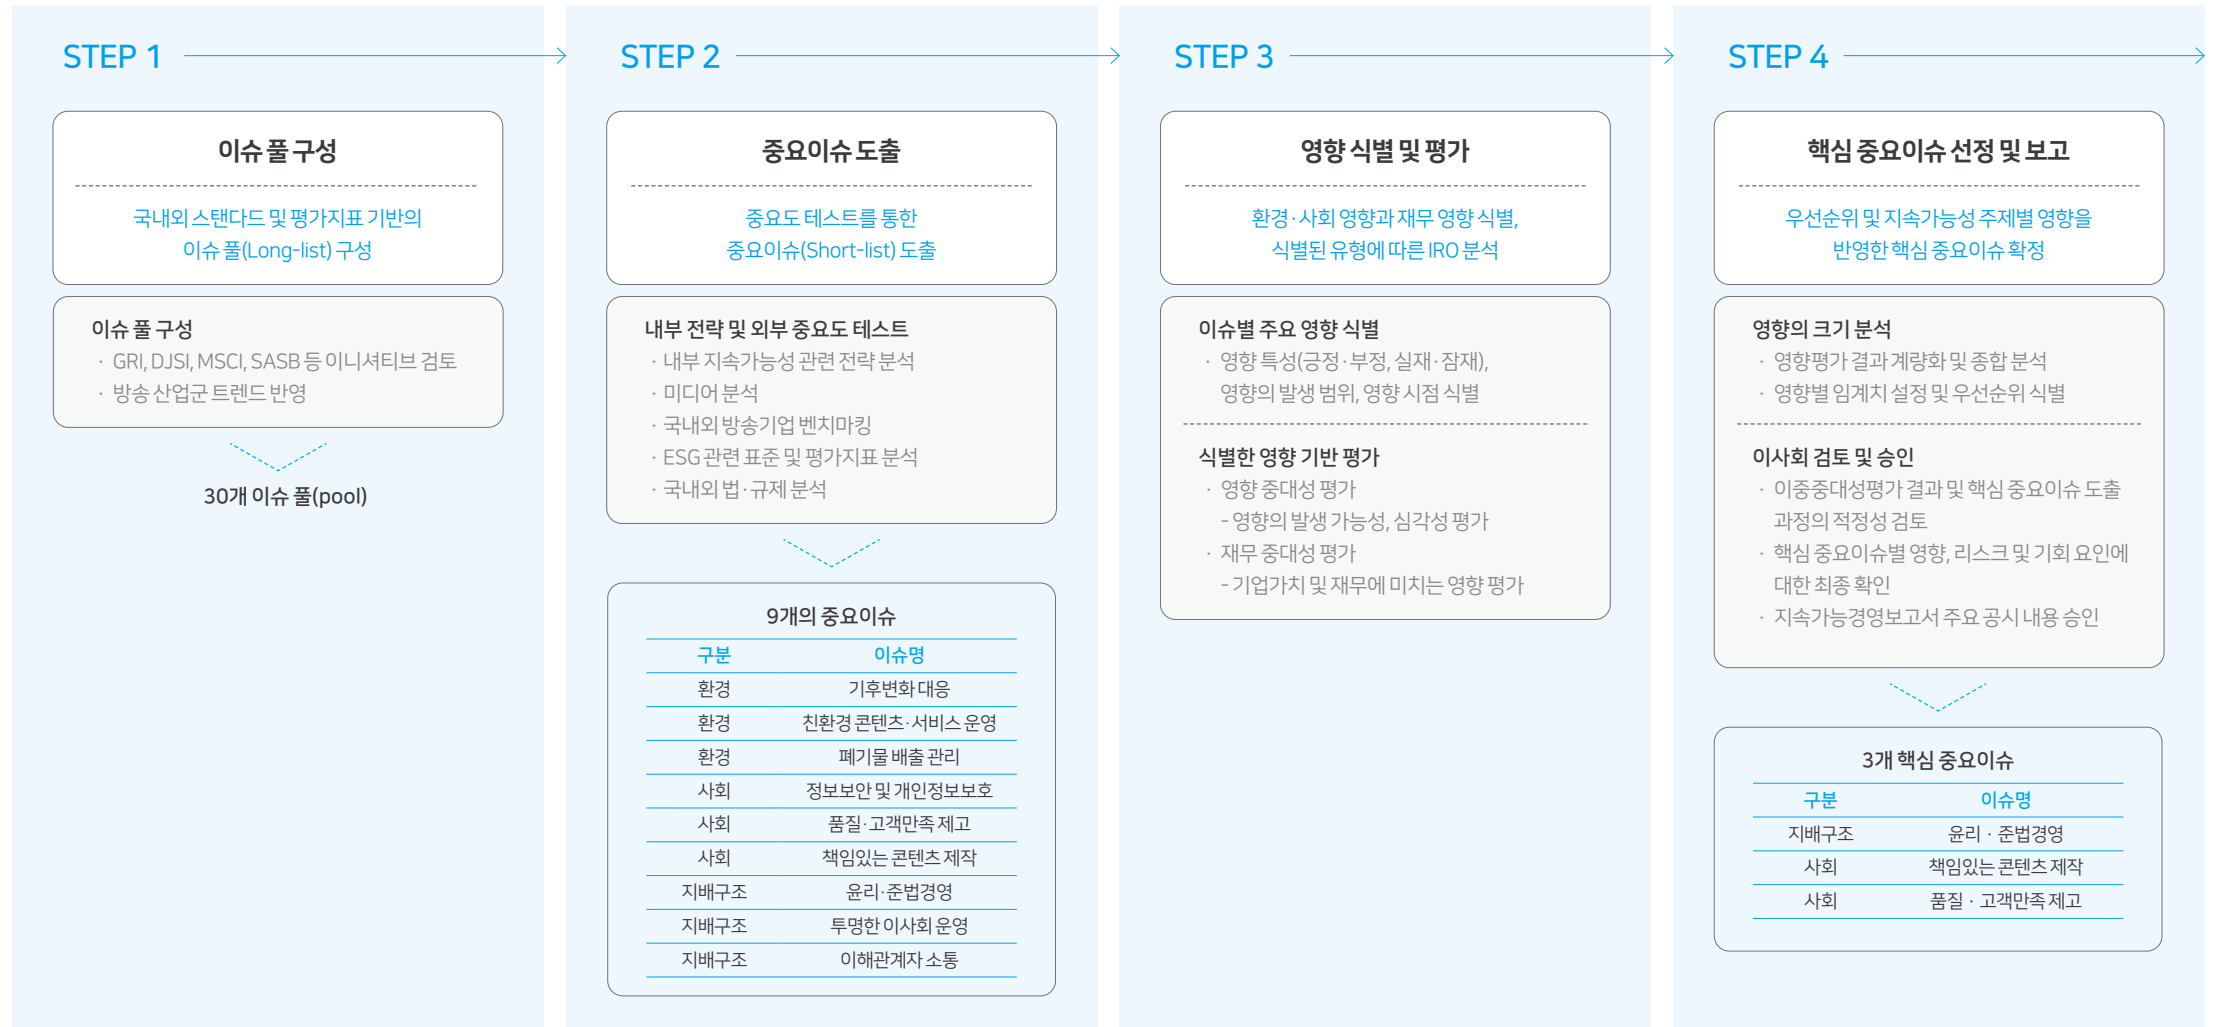 STEP 1
이슈 풀 구성
국내외 스탠다드 및 평가지표 기반의
이슈 풀(Long-list) 구성
이슈 풀 구성
· GRI, DJSI, MSCI, SASB 등 이니셔티브 검토
· 방송 산업군 트렌드 반영
30개 이슈 풀(pool)
STEP 2
중요이슈 도출
중요도 테스트를 통한
중요이슈(Short-list) 도출
내부 전략 및 외부 중요도 테스트
· 내부 지속가능성 관련 전략 분석
· 미디어 분석
· 국내외 방송기업 벤치마킹
· ESG 관련 표준 및 평가지표 분석
· 국내외 법·규제 분석
9개의 중요이슈
구분 이슈명
환경 기후변화 대응
환경 친환경 콘텐츠·서비스 운영
환경 폐기물 배출 관리
사회 정보보안 및 개인정보보호
사회 품질·고객만족 제고
사회 책임있는 콘텐츠 제작
지배구조 윤리·준법경영
지배구조 투명한 이사회 운영
지배구조 이해관계자 소통
STEP 3
영향 식별 및 평가
환경·사회 영향과 재무 영향 식별,
식별된 유형에 따른 IRO 분석
이슈별 주요 영향 식별
· 영향 특성(긍정·부정, 실재·잠재),
영향의 발생 범위, 영향 시점 식별
식별한 영향 기반 평가
· 영향 중대성 평가
- 영향의 발생 가능성, 심각성 평가
· 재무 중대성 평가
- 기업가치 및 재무에 미치는 영향 평가
STEP 4
핵심 중요이슈 선정 및 보고
우선순위 및 지속가능성 주제별 영향을
반영한 핵심 중요이슈 확정
영향의 크기 분석
· 영향평가 결과 계량화 및 종합 분석
· 영향별 임계치 설정 및 우선순위 식별
이사회 검토 및 승인
· 이중중대성평가 결과 및 핵심 중요이슈 도출
과정의 적정성 검토
· 핵심 중요이슈별 영향, 리스크 및 기회 요인에
대한 최종 확인
· 지속가능경영보고서 주요 공시 내용 승인
3개 핵심 중요이슈
구분 이슈명
지배구조 윤리 · 준법경영
사회 책임있는 콘텐츠 제작
사회 품질 · 고객만족 제고